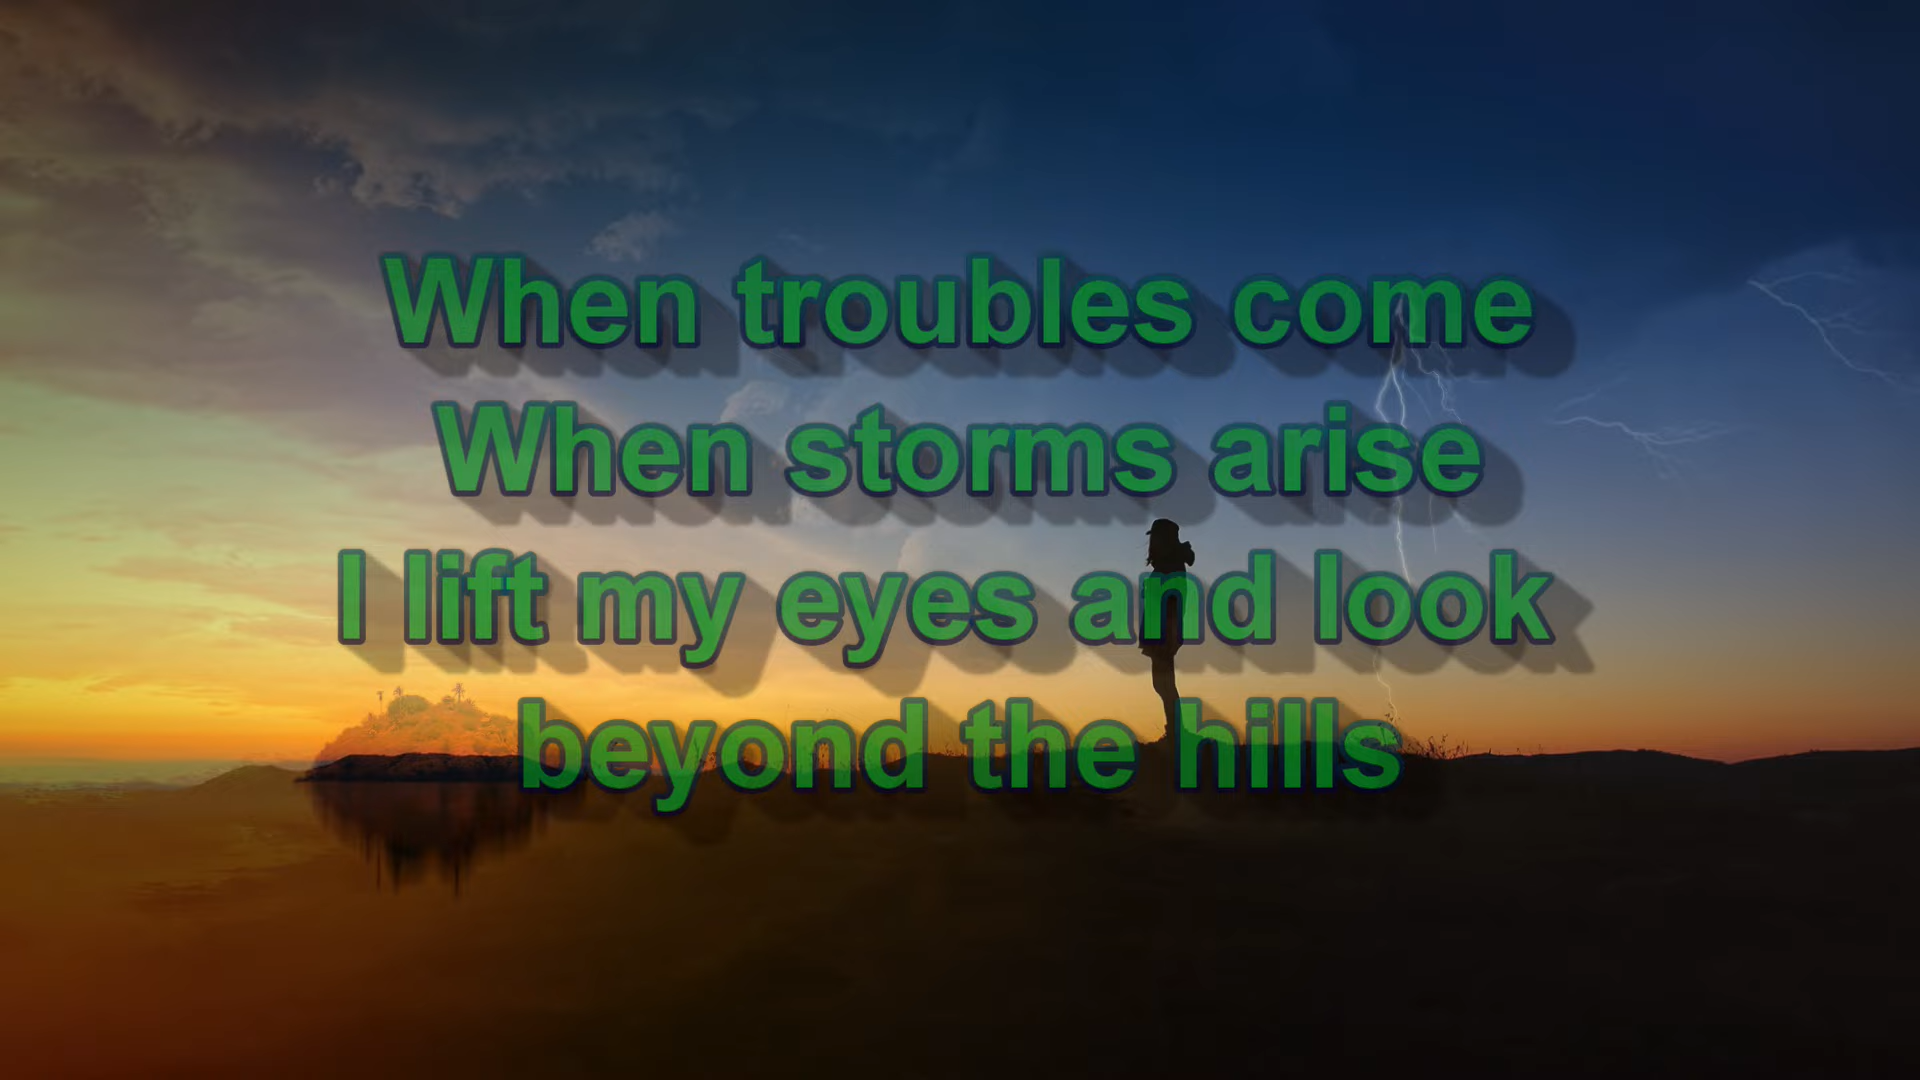 When troubles come
When storms arise
I lift my eyes and look
beyond the hills